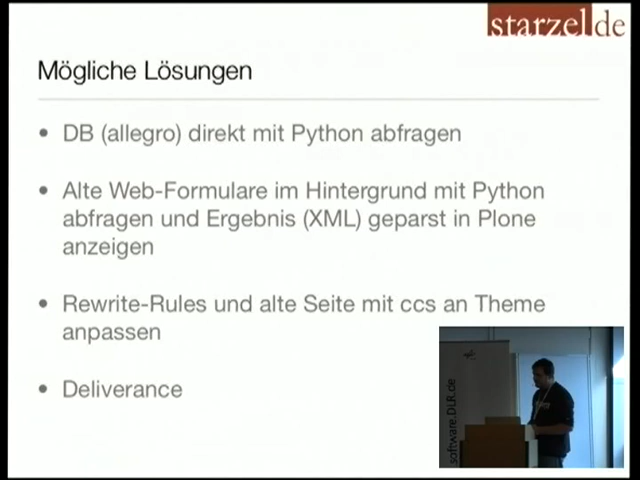 starzel.de
Mögliche Lösungen
• DB (allegro) direkt mit Python abfragen
• Alte Web-Formulare im Hintergrund mit Python
abfragen und Ergebnis (XML) geparst in Plone
anzeigen
• Rewrite-Rules und alte Seite mit ccs an Theme
anpassen
• Deliverance
software.DLR.de